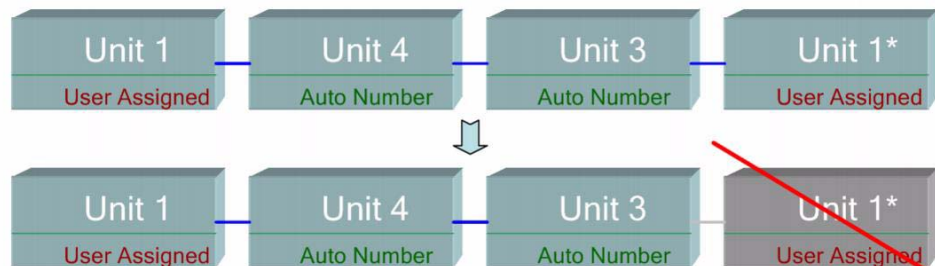 Unit 1 Unit 4 Unit 3 Unit 1*
User Assigned Auto Number Auto Number User Assigned
Unit 1 Unit 4 Unit 3 Unit 1*
User Assigned Auto Number Auto Number User Assigned